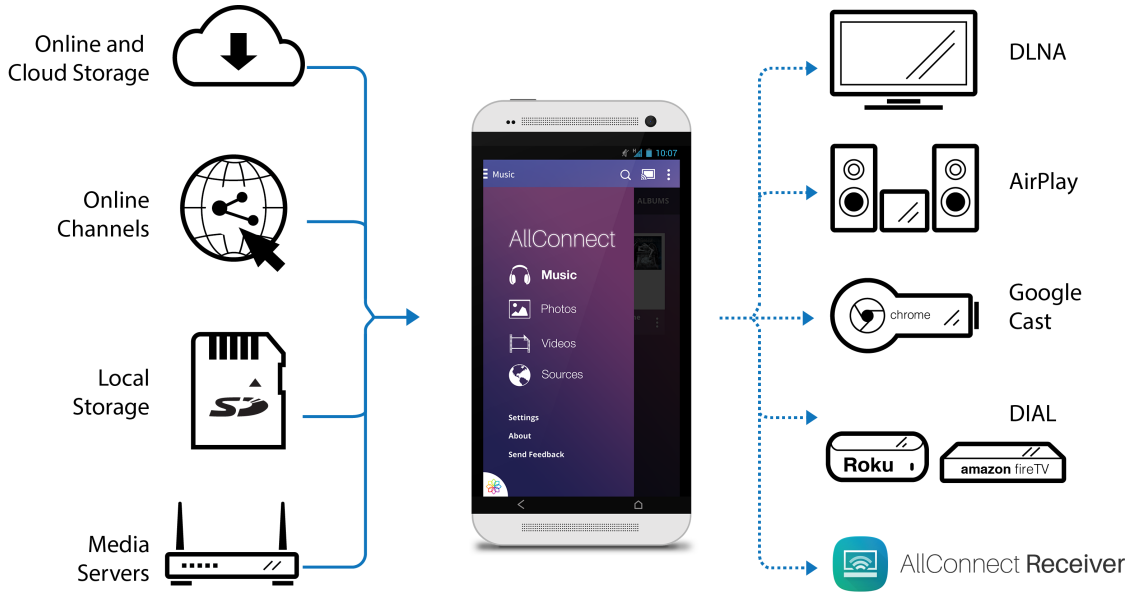 Online and
Cloud Storage
Online
Channels
Local
Storage
SD
Media
Servers
10:07
Music
ALBUMS
AllConnect
Music
Photos
Videos
Sources
Settings
About
Send Feedback
DLNA
AirPlay
chrome
Google
Cast
DIAL
Roku
amazon fireTV
AllConnect Receiver